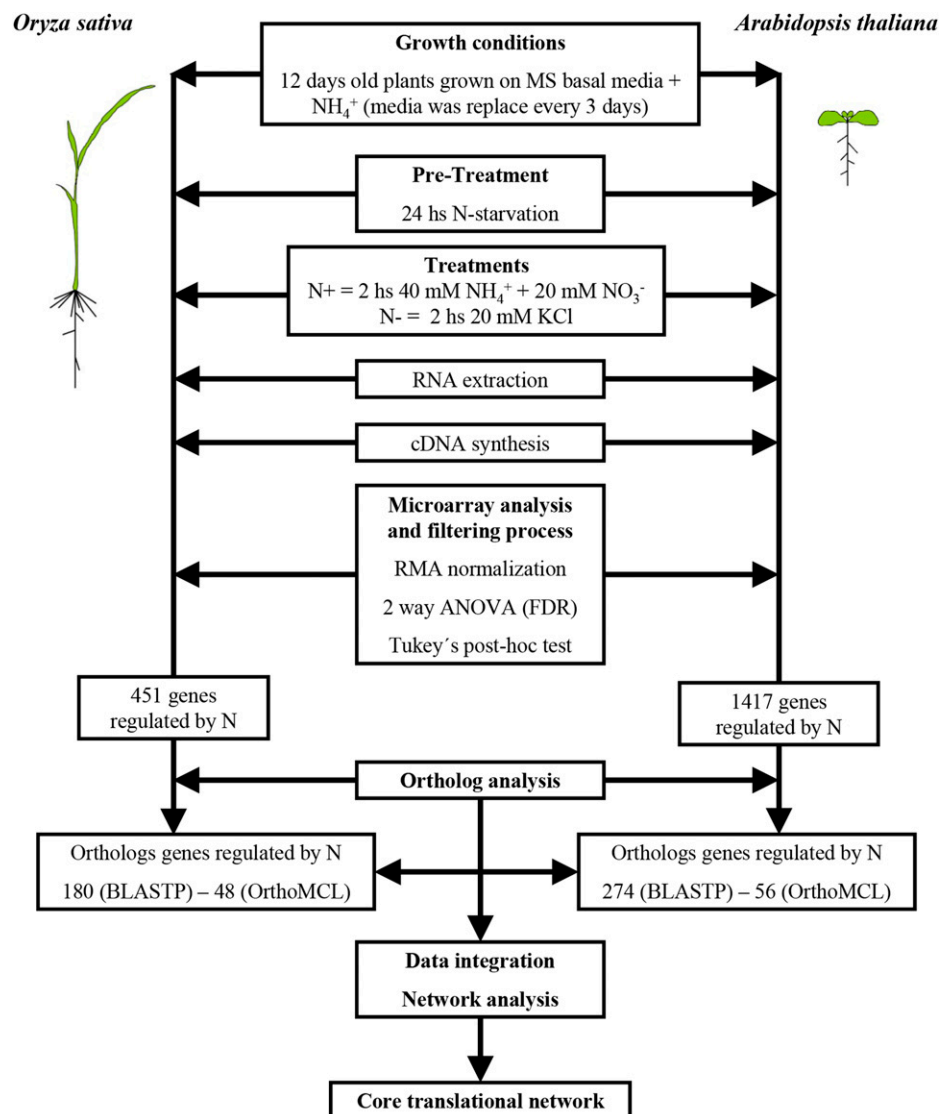 Oryza sativa
Arabidopsis thaliana
Growth conditions
12 days old plants grown on MS basal media +
NH₄⁺ (media was replace every 3 days)
Pre-Treatment
24 hs N-starvation
Treatments
N+ = 2 hs 40 mM NH₄⁺ + 20 mM NO₃⁻
N- = 2 hs 20 mM KCl
RNA extraction
cDNA synthesis
Microarray analysis
and filtering process
RMA normalization
2 way ANOVA (FDR)
Tukey´s post-hoc test
451 genes
regulated by N
1417 genes
regulated by N
Ortholog analysis
Orthologs genes regulated by N
180 (BLASTP) – 48 (OrthoMCL)
Orthologs genes regulated by N
274 (BLASTP) – 56 (OrthoMCL)
Data integration
Network analysis
Core translational network